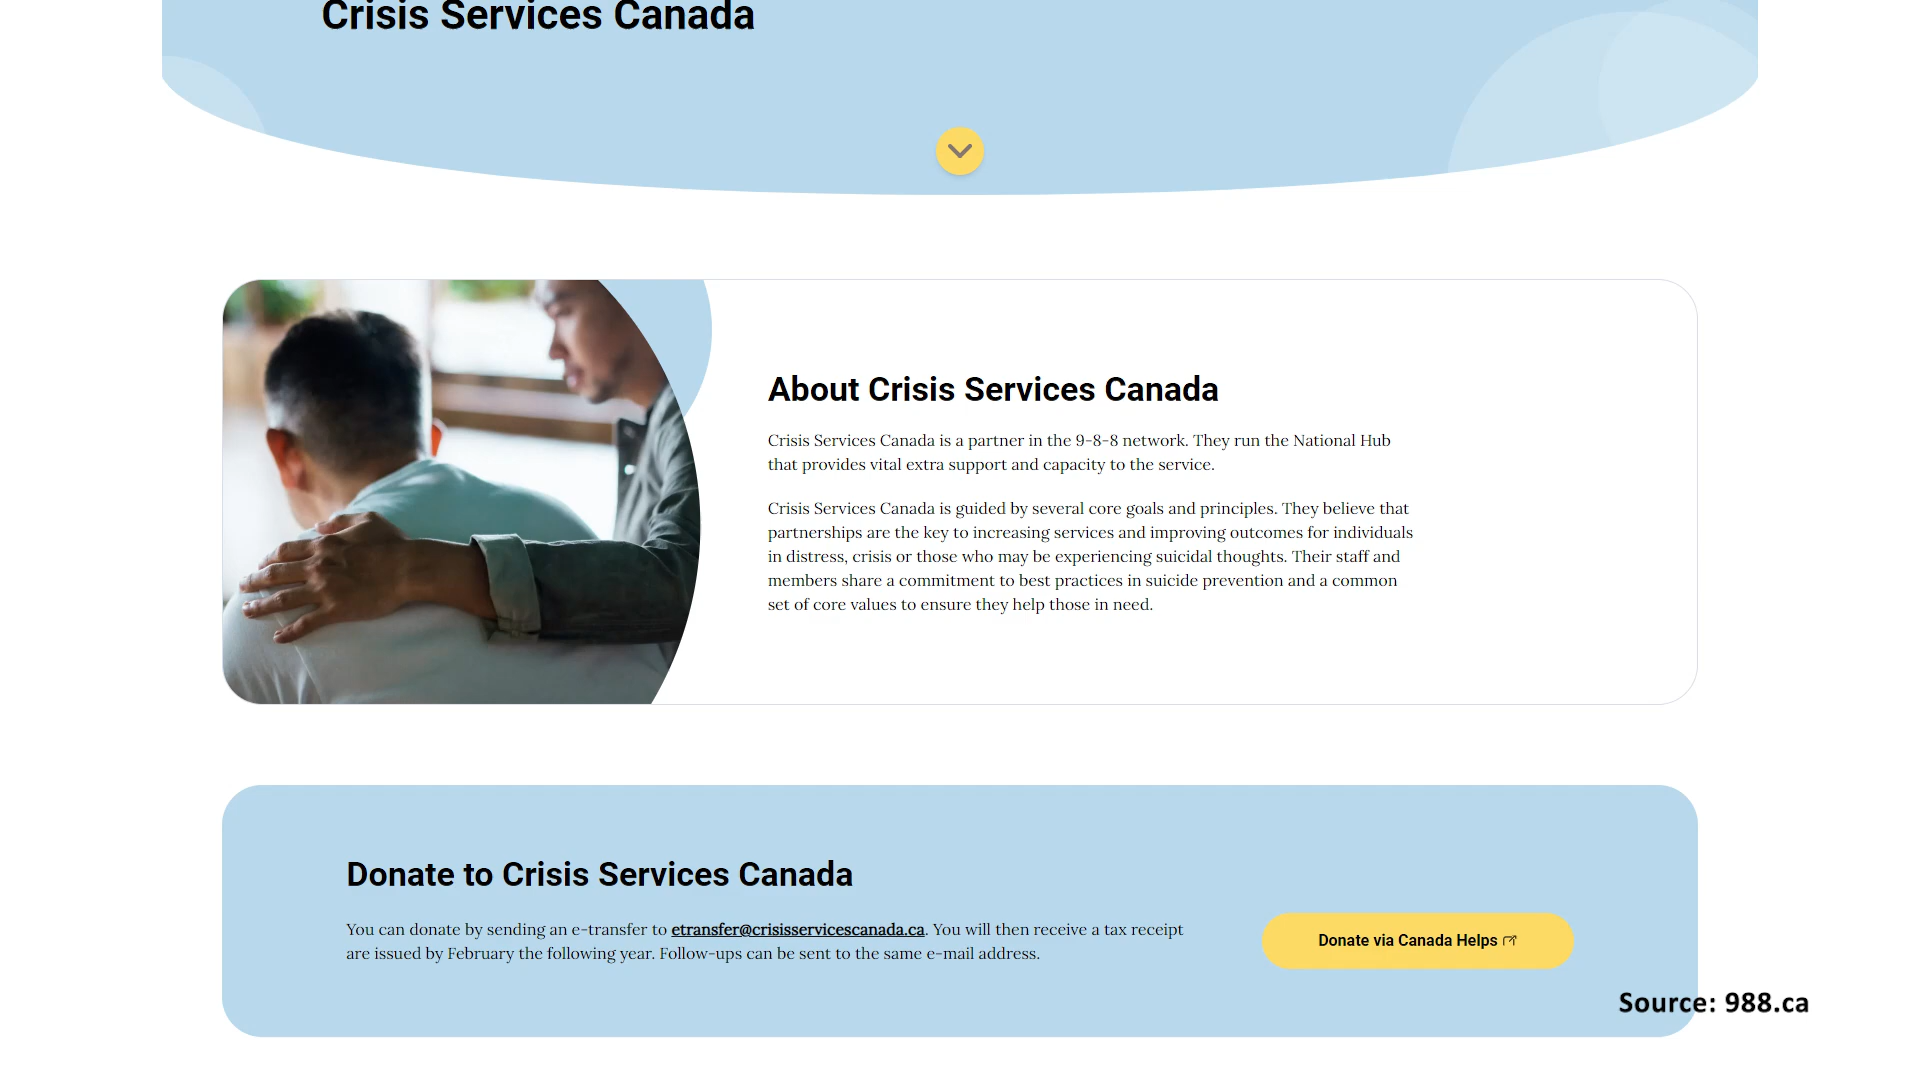 Crisis Services Canada
About Crisis Services Canada
Crisis Services Canada is a partner in the 9-8-8 network. They run the National Hub
that provides vital extra support and capacity to the service.
Crisis Services Canada is guided by several core goals and principles. They believe that
partnerships are the key to increasing services and improving outcomes for individuals
in distress, crisis or those who may be experiencing suicidal thoughts. Their staff and
members share a commitment to best practices in suicide prevention and a common
set of core values to ensure they help those in need.
Donate to Crisis Services Canada
You can donate by sending an e-transfer to etransfer@crisisservicescanada.ca. You will then receive a tax receipt
are issued by February the following year. Follow-ups can be sent to the same e-mail address.
Donate via Canada Helps
Source: 988.ca